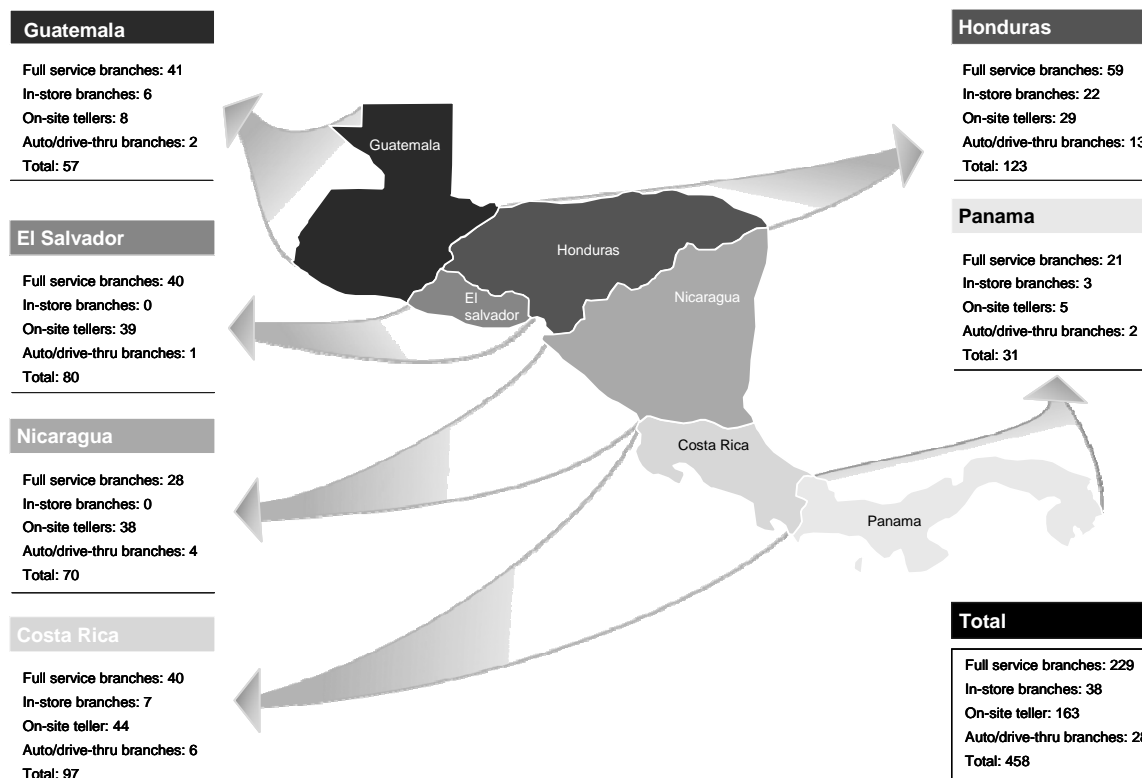 Guatemala
Full service branches: 41
In-store branches: 6
On-site tellers: 8
Auto/drive-thru branches: 2
Total: 57
El Salvador
Full service branches: 40
In-store branches: 0
On-site tellers: 39
Auto/drive-thru branches: 1
Total: 80
Nicaragua
Full service branches: 28
In-store branches: 0
On-site tellers: 38
Auto/drive-thru branches: 4
Total: 70
Costa Rica
Full service branches: 40
In-store branches: 7
On-site teller: 44
Auto/drive-thru branches: 6
Total: 97
Guatemala
Honduras
El
salvador
Nicaragua
Costa Rica
Panama
Honduras
Full service branches: 59
In-store branches: 22
On-site tellers: 29
Auto/drive-thru branches: 13
Total: 123
Panama
Full service branches: 21
In-store branches: 3
On-site tellers: 5
Auto/drive-thru branches: 2
Total: 31
Total
Full service branches: 229
In-store branches: 38
On-site teller: 163
Auto/drive-thru branches: 28
Total: 458